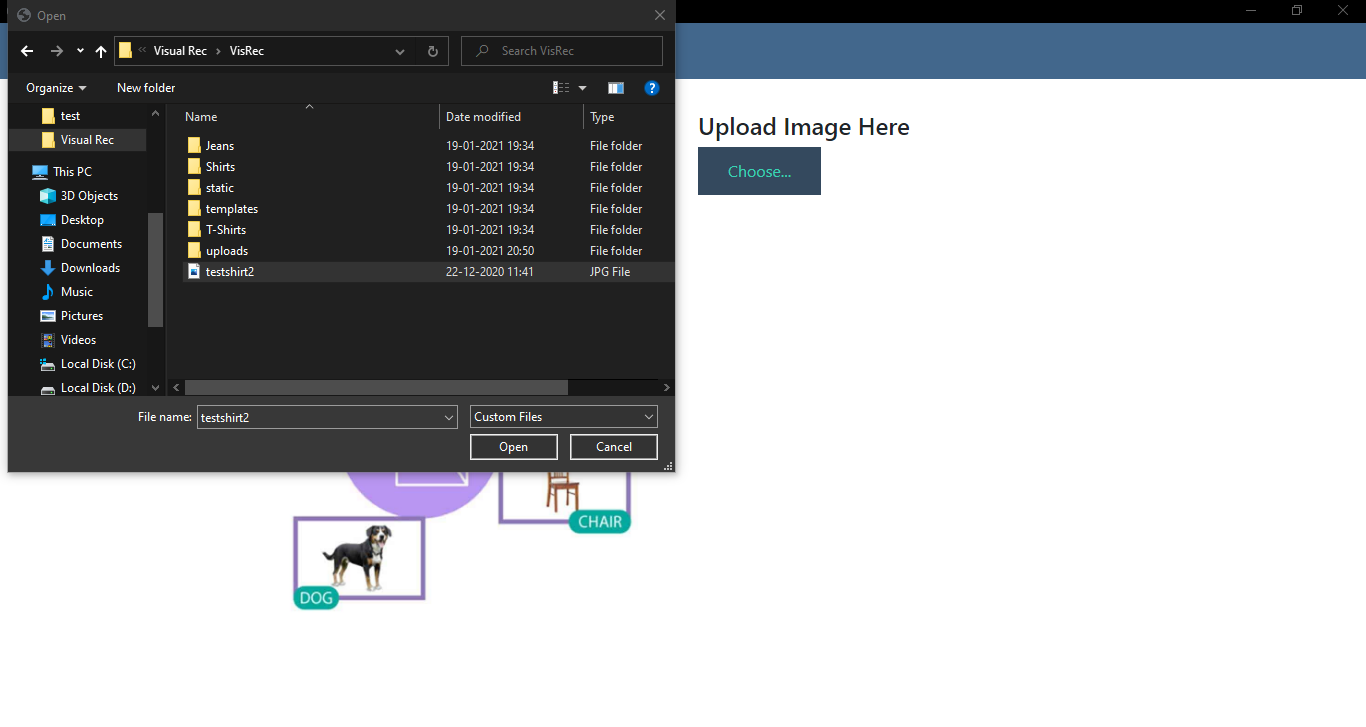 Open
« Visual Rec › VisRec
Search VisRec
Organize
New folder
?
test
Visual Rec
This PC
3D Objects
Desktop
Documents
Downloads
Music
Pictures
Videos
Local Disk (C:)
Local Disk (D:)
Name Date modified Type
Jeans 19-01-2021 19:34 File folder
Shirts 19-01-2021 19:34 File folder
static 19-01-2021 19:34 File folder
templates 19-01-2021 19:34 File folder
T-Shirts 19-01-2021 19:34 File folder
uploads 19-01-2021 20:50 File folder
testshirt2 22-12-2020 11:41 JPG File
File name: testshirt2 Custom Files
Open Cancel
Upload Image Here
Choose...
CHAIR
DOG